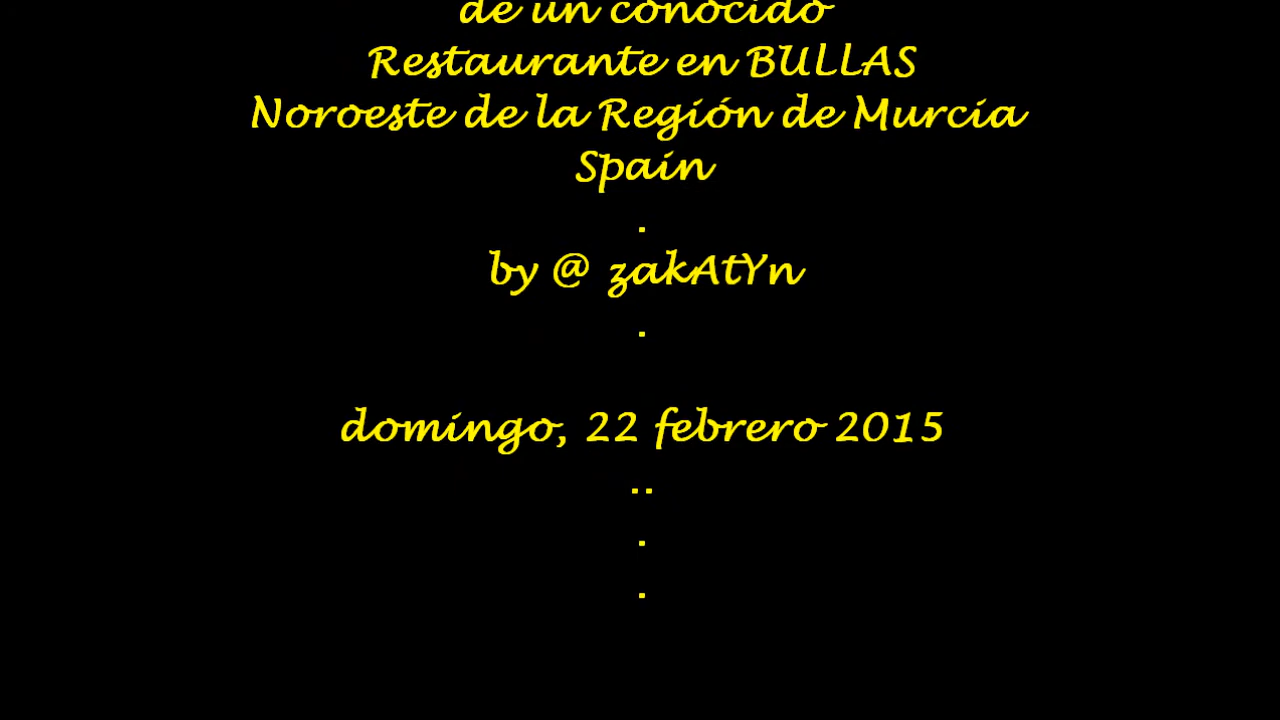 de un conocido
Restaurante en BULLAS
Noroeste de la Región de Murcia
Spain
.
by @ zakAtYn
.
domingo, 22 febrero 2015
..
.
.